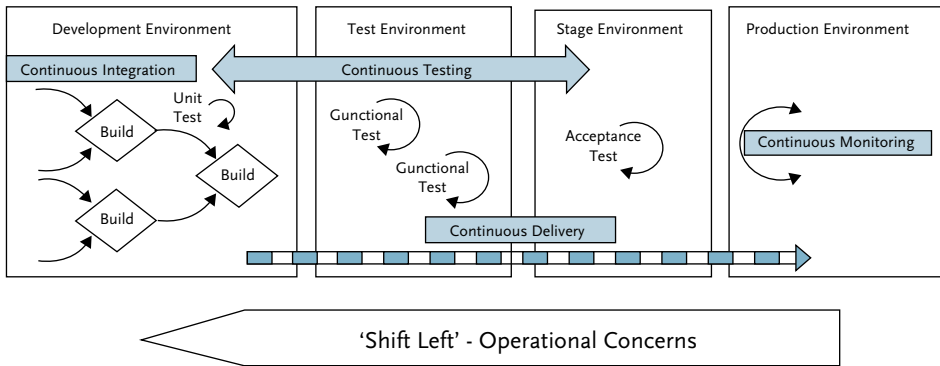 Development Environment
Test Environment
Stage Environment
Production Environment
Continuous Integration
Continuous Testing
Unit
Test
Build
Build
Build
Gunctional
Test
Gunctional
Test
Acceptance
Test
Continuous Monitoring
Continuous Delivery
‘Shift Left’ - Operational Concerns